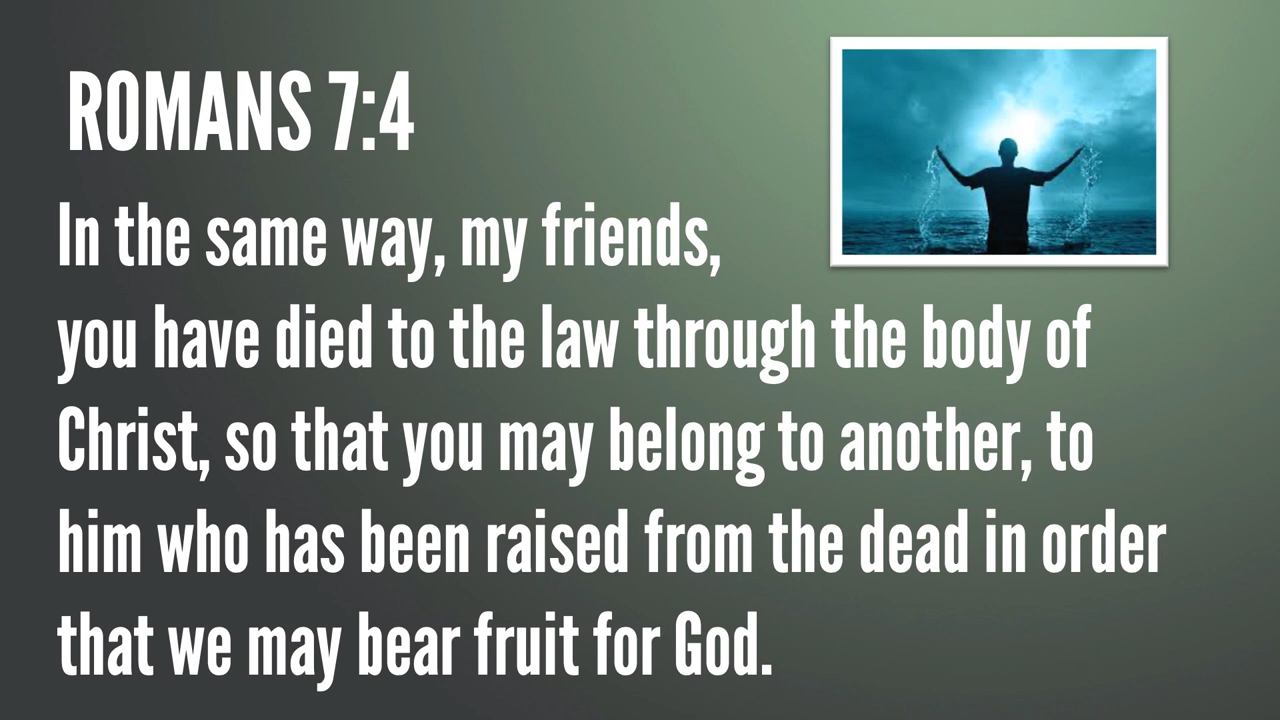 ROMANS 7:4
In the same way, my friends,
you have died to the law through the body of
Christ, so that you may belong to another, to
him who has been raised from the dead in order
that we may bear fruit for God.